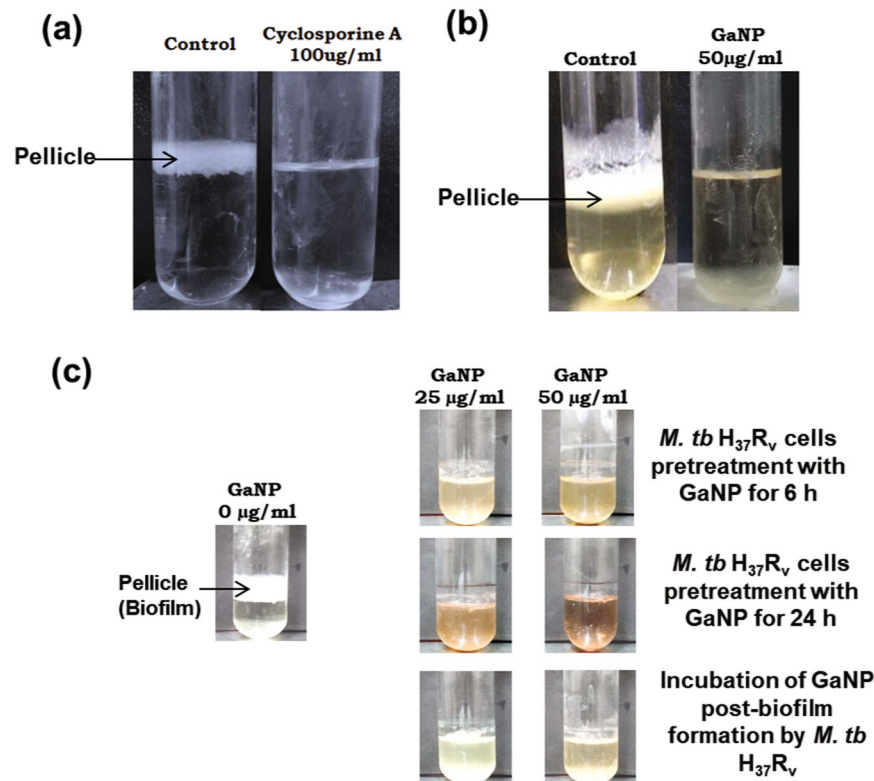 (a)
Control
Cyclosporine A
100ug/ml
Pellicle
(b)
Control
GaNP
50µg/ml
Pellicle
(c)
GaNP
0 µg/ml
Pellicle
(Biofilm)
GaNP
25 µg/ml
GaNP
50 µg/ml
M. tb H37Rv cells
pretreatment with
GaNP for 6 h
M. tb H37Rv cells
pretreatment with
GaNP for 24 h
Incubation of GaNP
post-biofilm
formation by M. tb
H37Rv